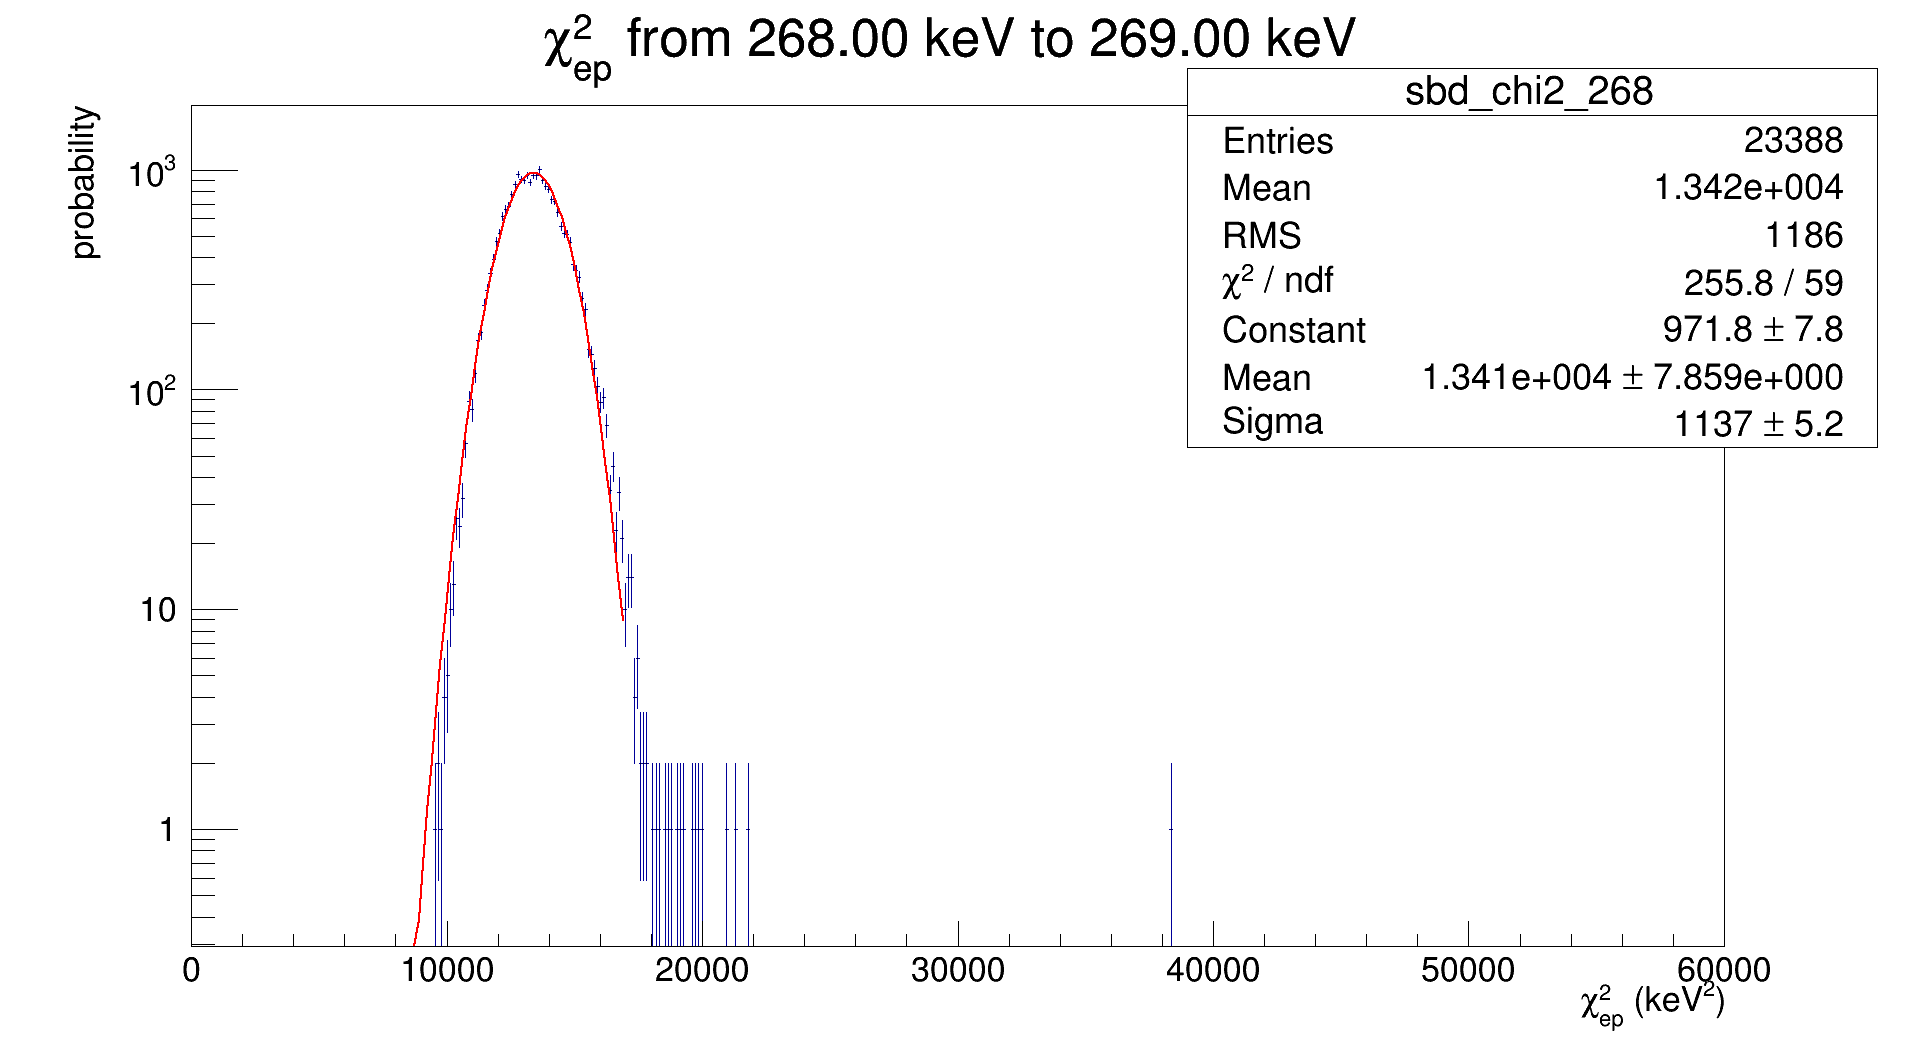 χ²ep from 268.00 keV to 269.00 keV
sbd_chi2_268
Entries 23388
Mean 1.342e+004
RMS 1186
χ² / ndf 255.8 / 59
Constant 971.8 ± 7.8
Mean 1.341e+004 ± 7.859e+000
Sigma 1137 ± 5.2
probability
10³
10²
10
1
0 10000 20000 30000 40000 50000 60000
χ²ep (keV²)